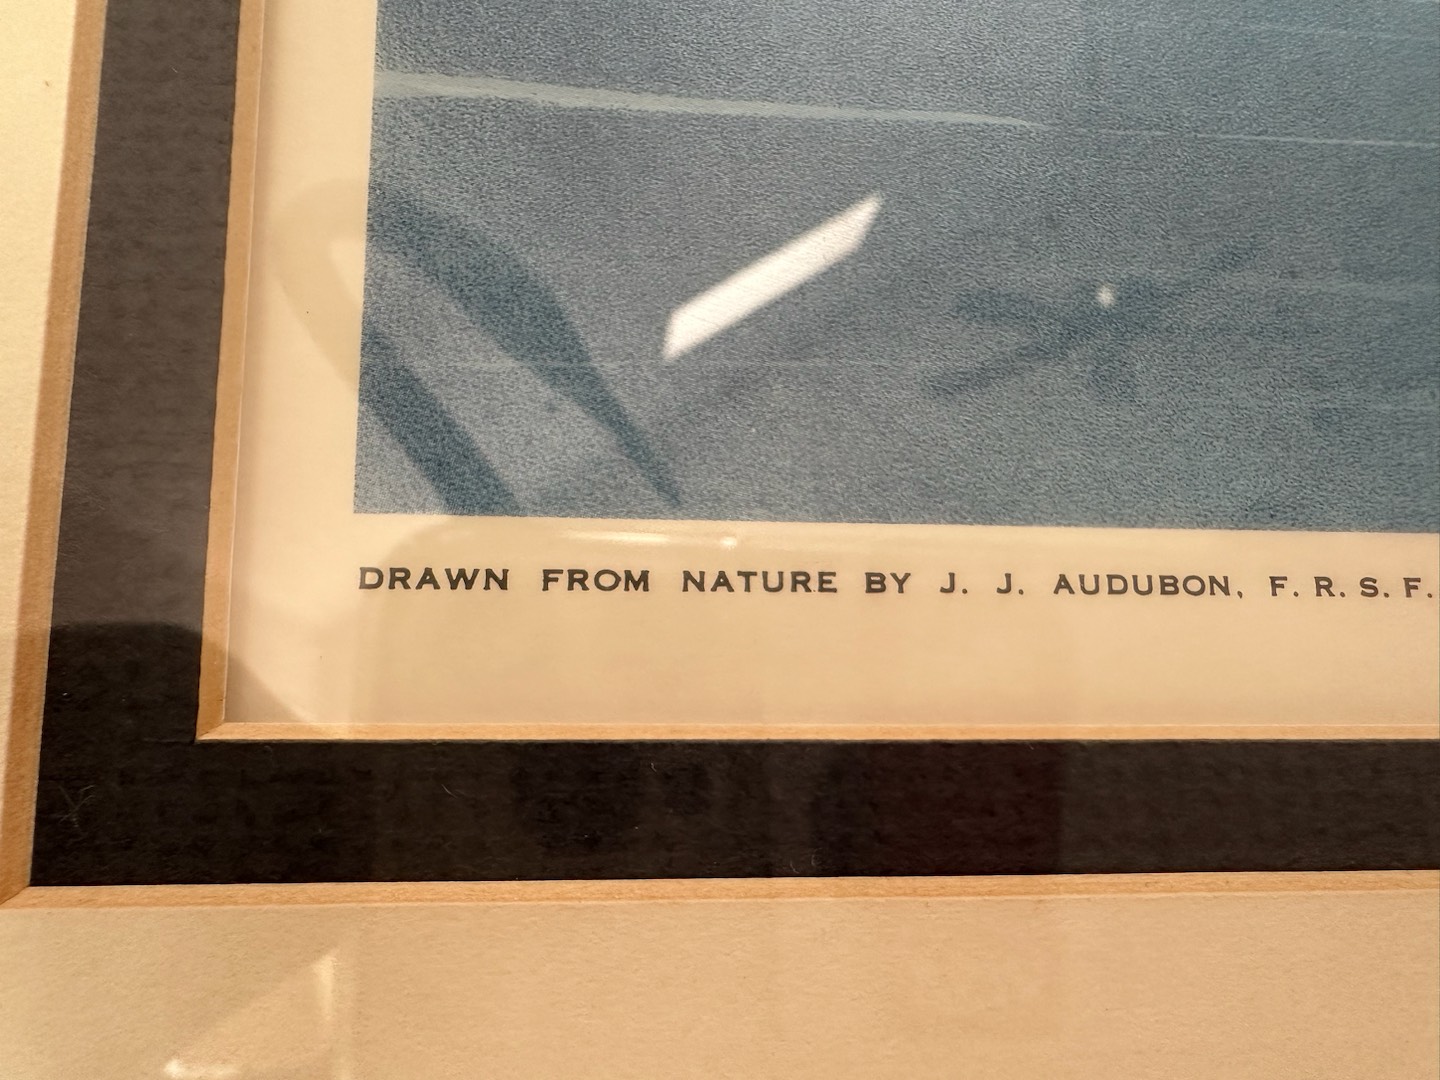 DRAWN FROM NATURE BY J. J. AUDUBON, F. R. S. F.